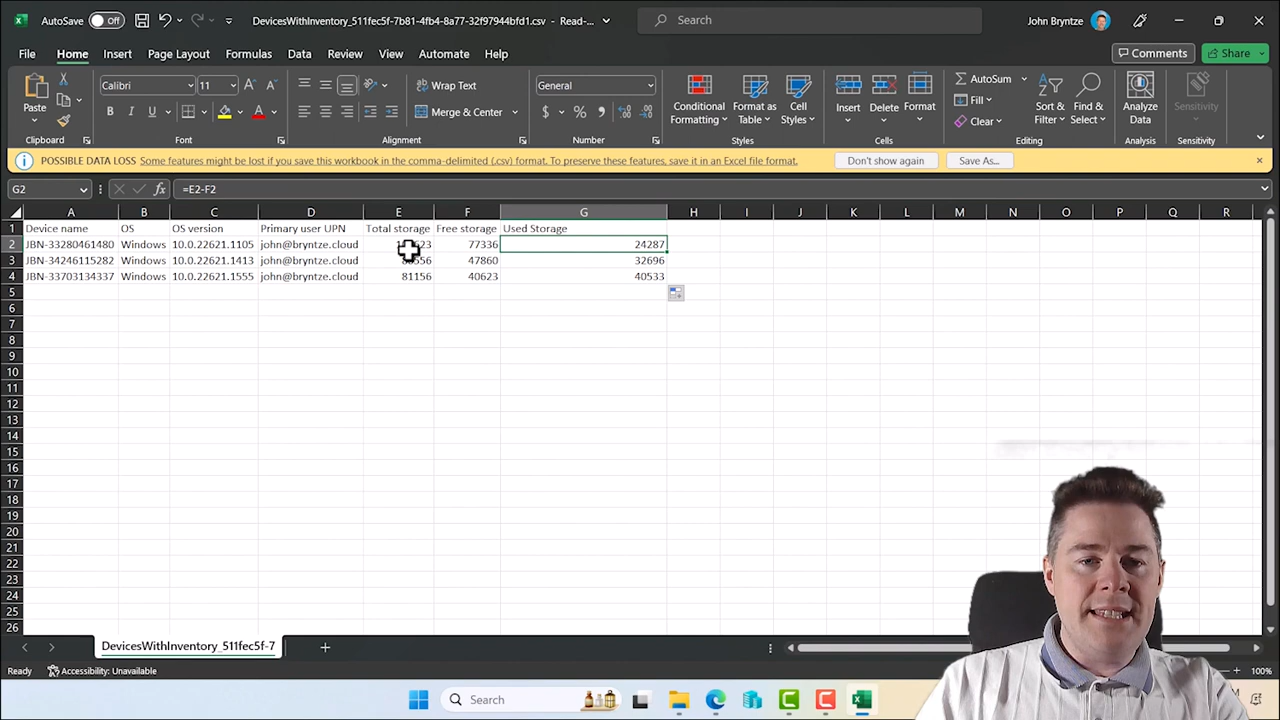 AutoSave Off DevicesWithInventory_511fec5f-7b81-4fb4-8a77-32f97944bfd1.csv - Read-... Search John Bryntze
File Home Insert Page Layout Formulas Data Review View Automate Help Comments Share
Paste Calibri 11 Wrap Text General Conditional Formatting Format as Table Cell Styles Insert Delete Format AutoSum Sort & Filter Find & Select Analyze Data Sensitivity
B I U A Merge & Center $ % Fill
Clear
Clipboard Font Alignment Number Styles Cells Editing Analysis Sensitivity
POSSIBLE DATA LOSS Some features might be lost if you save this workbook in the comma-delimited (.csv) format. To preserve these features, save it in an Excel file format. Don't show again Save As...
G2 fx =E2-F2
A B C D E F G H I J K L M N O P Q R
1 Device name OS OS version Primary user UPN Total storage Free storage Used Storage
2 JBN-33280461480 Windows 10.0.22621.1105 john@bryntze.cloud 77336 24287
3 JBN-34246115282 Windows 10.0.22621.1413 john@bryntze.cloud 47860 32696
4 JBN-33703134337 Windows 10.0.22621.1555 john@bryntze.cloud 81156 40623 40533
5
6
7
8
9
10
11
12
13
14
15
16
17
18
19
20
21
22
23
24
25
26
DevicesWithInventory_511fec5f-7
Ready Accessibility: Unavailable 100%
Search